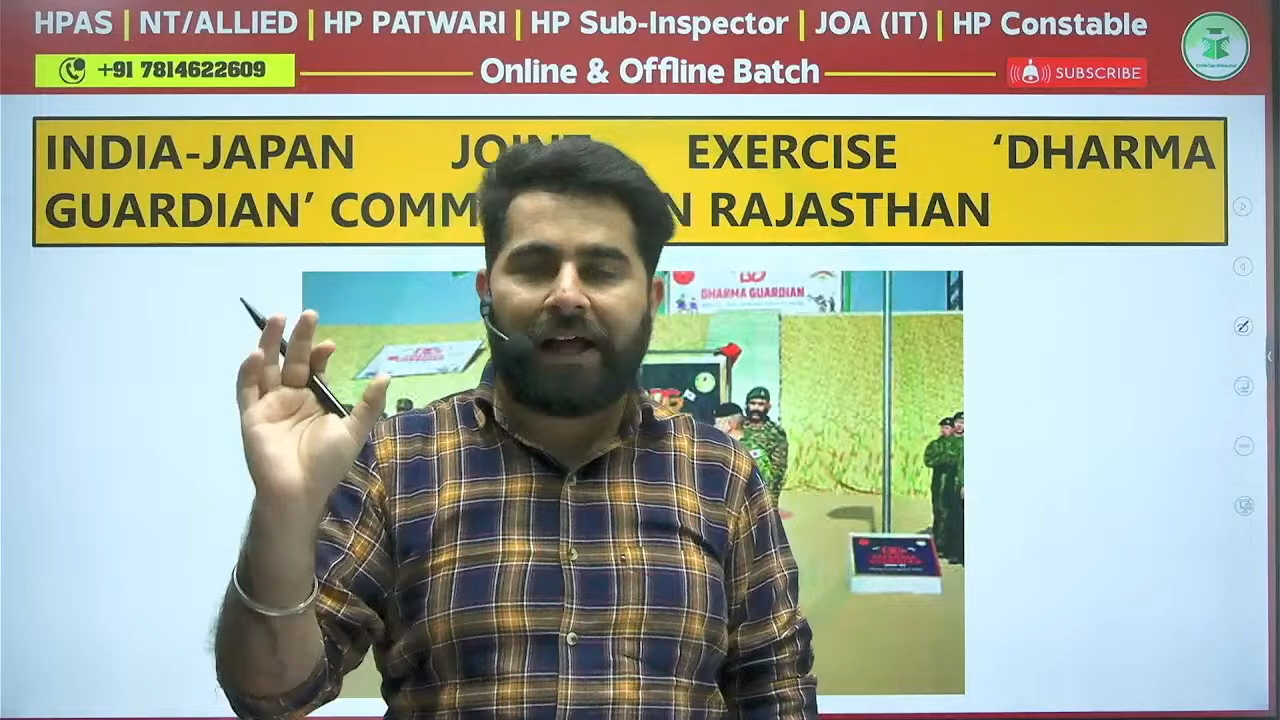 HPAS | NT/ALLIED | HP PATWARI | HP Sub-Inspector | JOA (IT) | HP Constable
+91 7814622609
Online & Offline Batch
SUBSCRIBE
INDIA-JAPAN JOINT EXERCISE ‘DHARMA
GUARDIAN’ COMM N RAJASTHAN
DHARMA GUARDIAN